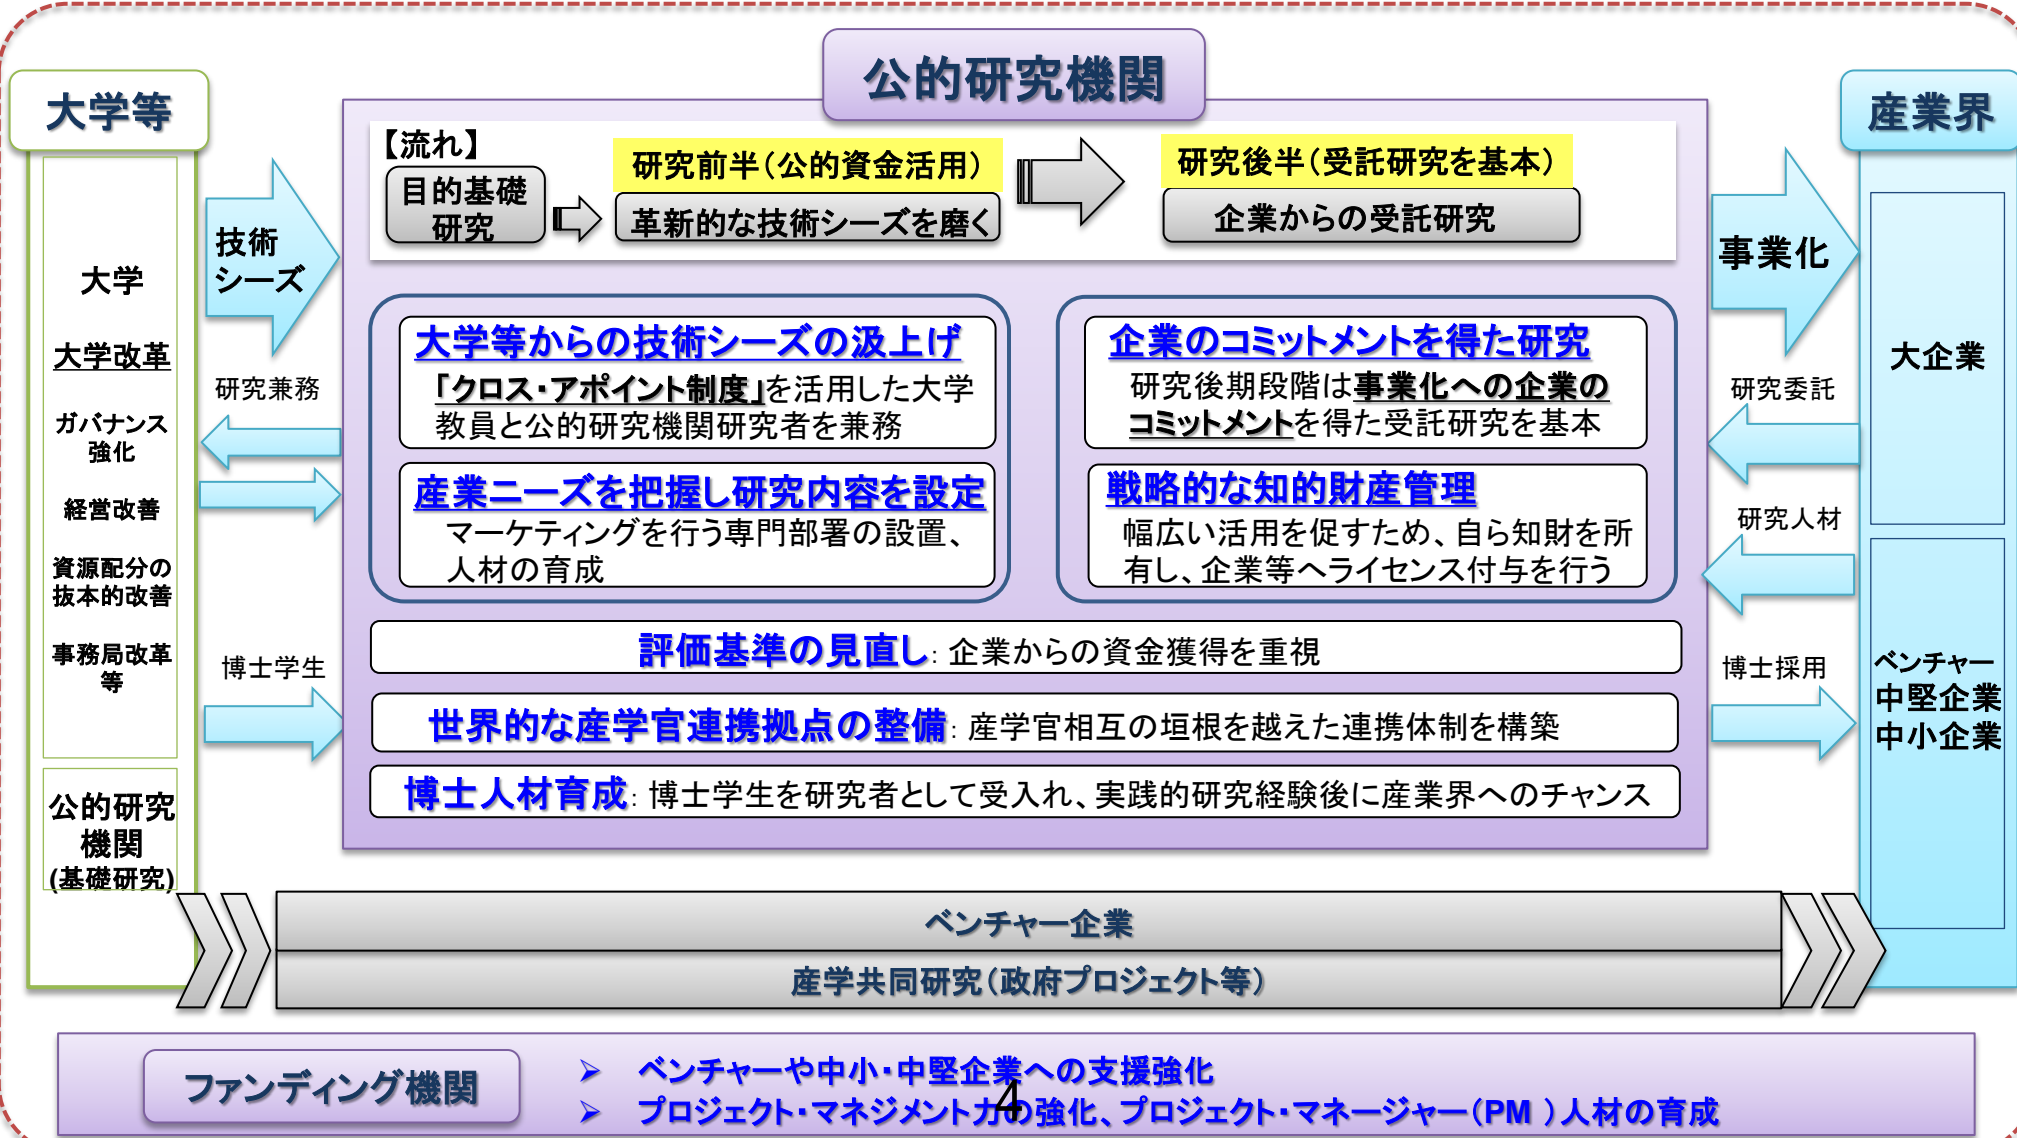 公的研究機関
大学等
産業界
【流れ】
目的基礎
研究
研究前半(公的資金活用)
革新的な技術シーズを磨く
研究後半(受託研究を基本)
企業からの受託研究
大学
大学改革
ガバナンス
強化
経営改善
資源配分の
抜本的改善
事務局改革
等
公的研究
機関
(基礎研究)
技術
シーズ
研究兼務
博士学生
大学等からの技術シーズの汲上げ
「クロス・アポイント制度」を活用した大学
教員と公的研究機関研究者を兼務
産業ニーズを把握し研究内容を設定
マーケティングを行う専門部署の設置、
人材の育成
企業のコミットメントを得た研究
研究後期段階は事業化への企業の
コミットメントを得た受託研究を基本
戦略的な知的財産管理
幅広い活用を促すため、自ら知財を所
有し、企業等へライセンス付与を行う
評価基準の見直し: 企業からの資金獲得を重視
世界的な産学官連携拠点の整備: 産学官相互の垣根を越えた連携体制を構築
博士人材育成: 博士学生を研究者として受入れ、実践的研究経験後に産業界へのチャンス
事業化
研究委託
研究人材
博士採用
大企業
ベンチャー
中堅企業
中小企業
ベンチャー企業
産学共同研究(政府プロジェクト等)
ファンディング機関
➢ ベンチャーや中小・中堅企業への支援強化
➢ プロジェクト・マネジメント力の強化、プロジェクト・マネージャー(PM )人材の育成
4